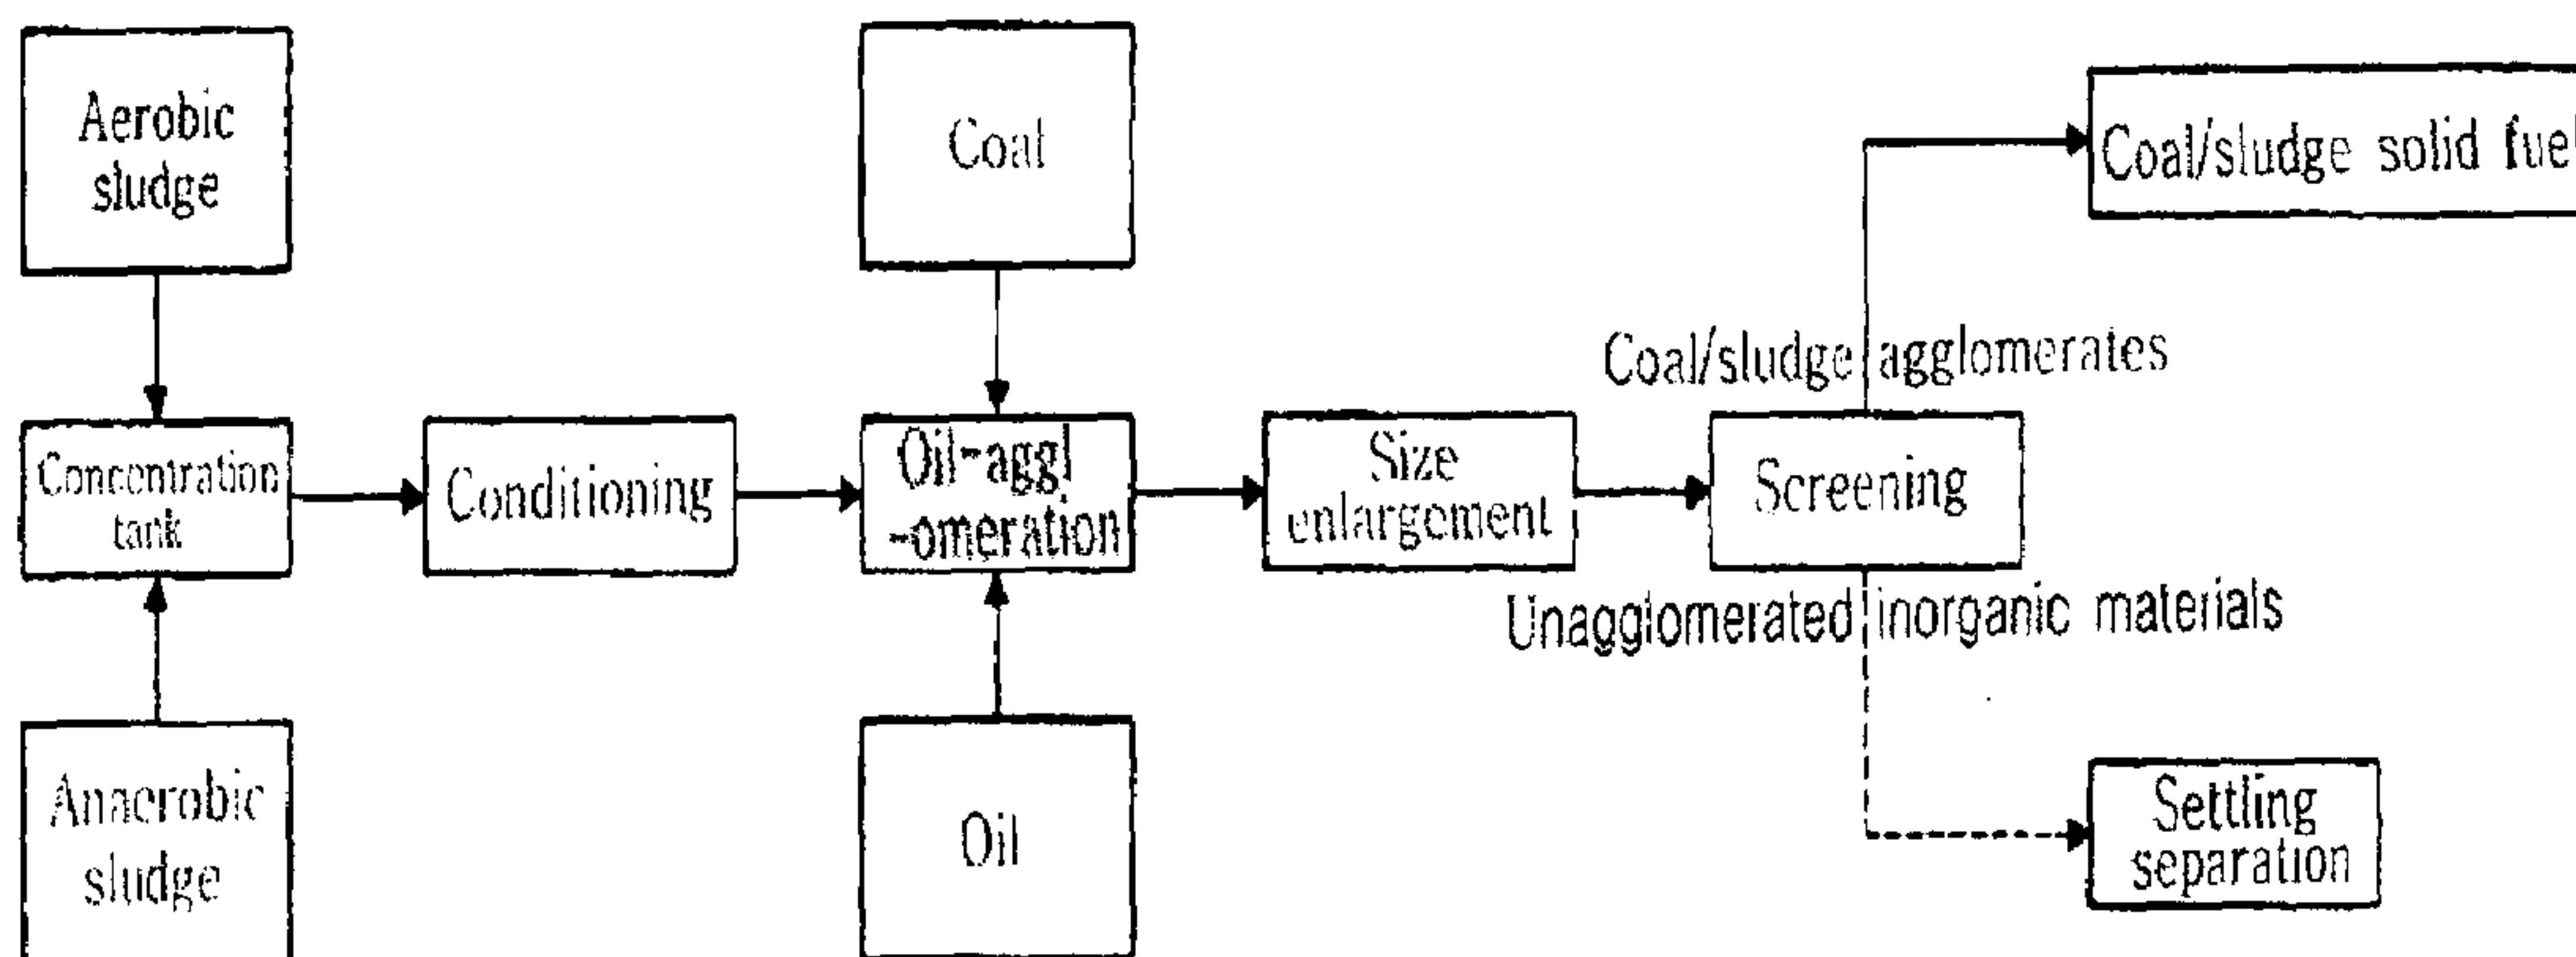 Aerobic
sludge
Coal
Coal/sludge solid fuel
Coal/sludge agglomerates
Concentration
tank
Conditioning
Oil-aggl
-omeration
Size
enlargement
Screening
Unagglomerated inorganic materials
Anaerobic
sludge
Oil
Settling
separation